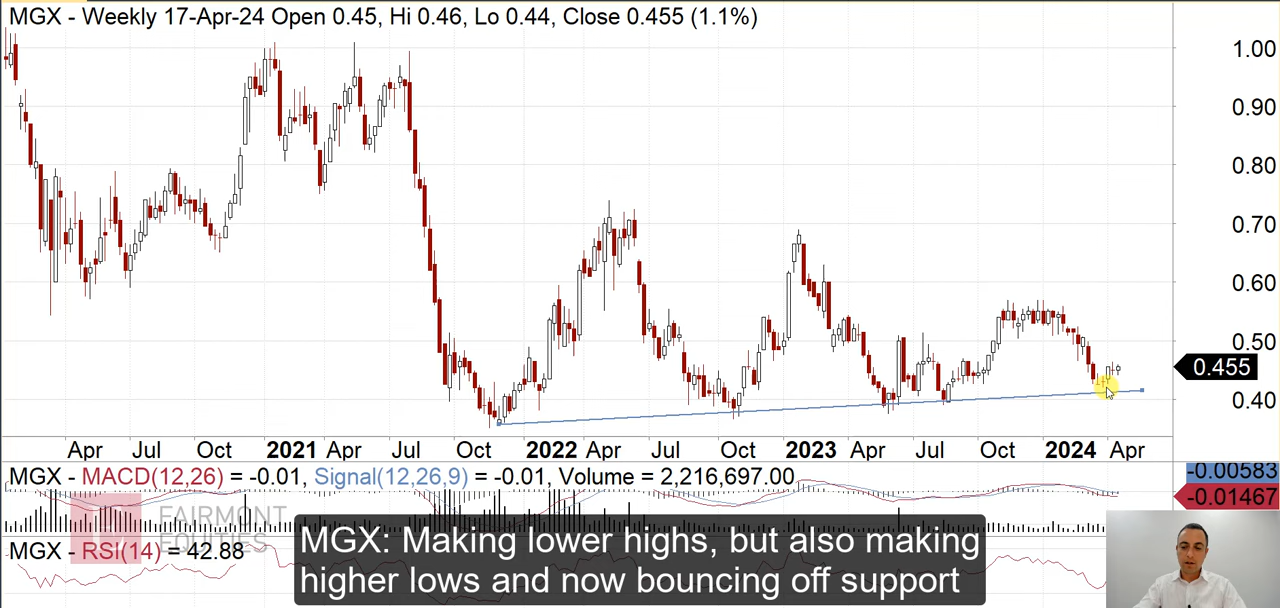 MGX - Weekly 17-Apr-24 Open 0.45, Hi 0.46, Lo 0.44, Close 0.455 (1.1%)
1.00
0.90
0.80
0.70
0.60
0.50
0.455
0.40
Apr Jul Oct 2021 Apr Jul Oct 2022 Apr Jul Oct 2023 Apr Jul Oct 2024 Apr
MGX - MACD(12,26) = -0.01, Signal(12,26,9) = -0.01, Volume = 2,216,697.00
-0.00583
-0.01467
FAIRMONT
EQUITIES
MGX - RSI(14) = 42.88
MGX: Making lower highs, but also making
higher lows and now bouncing off support